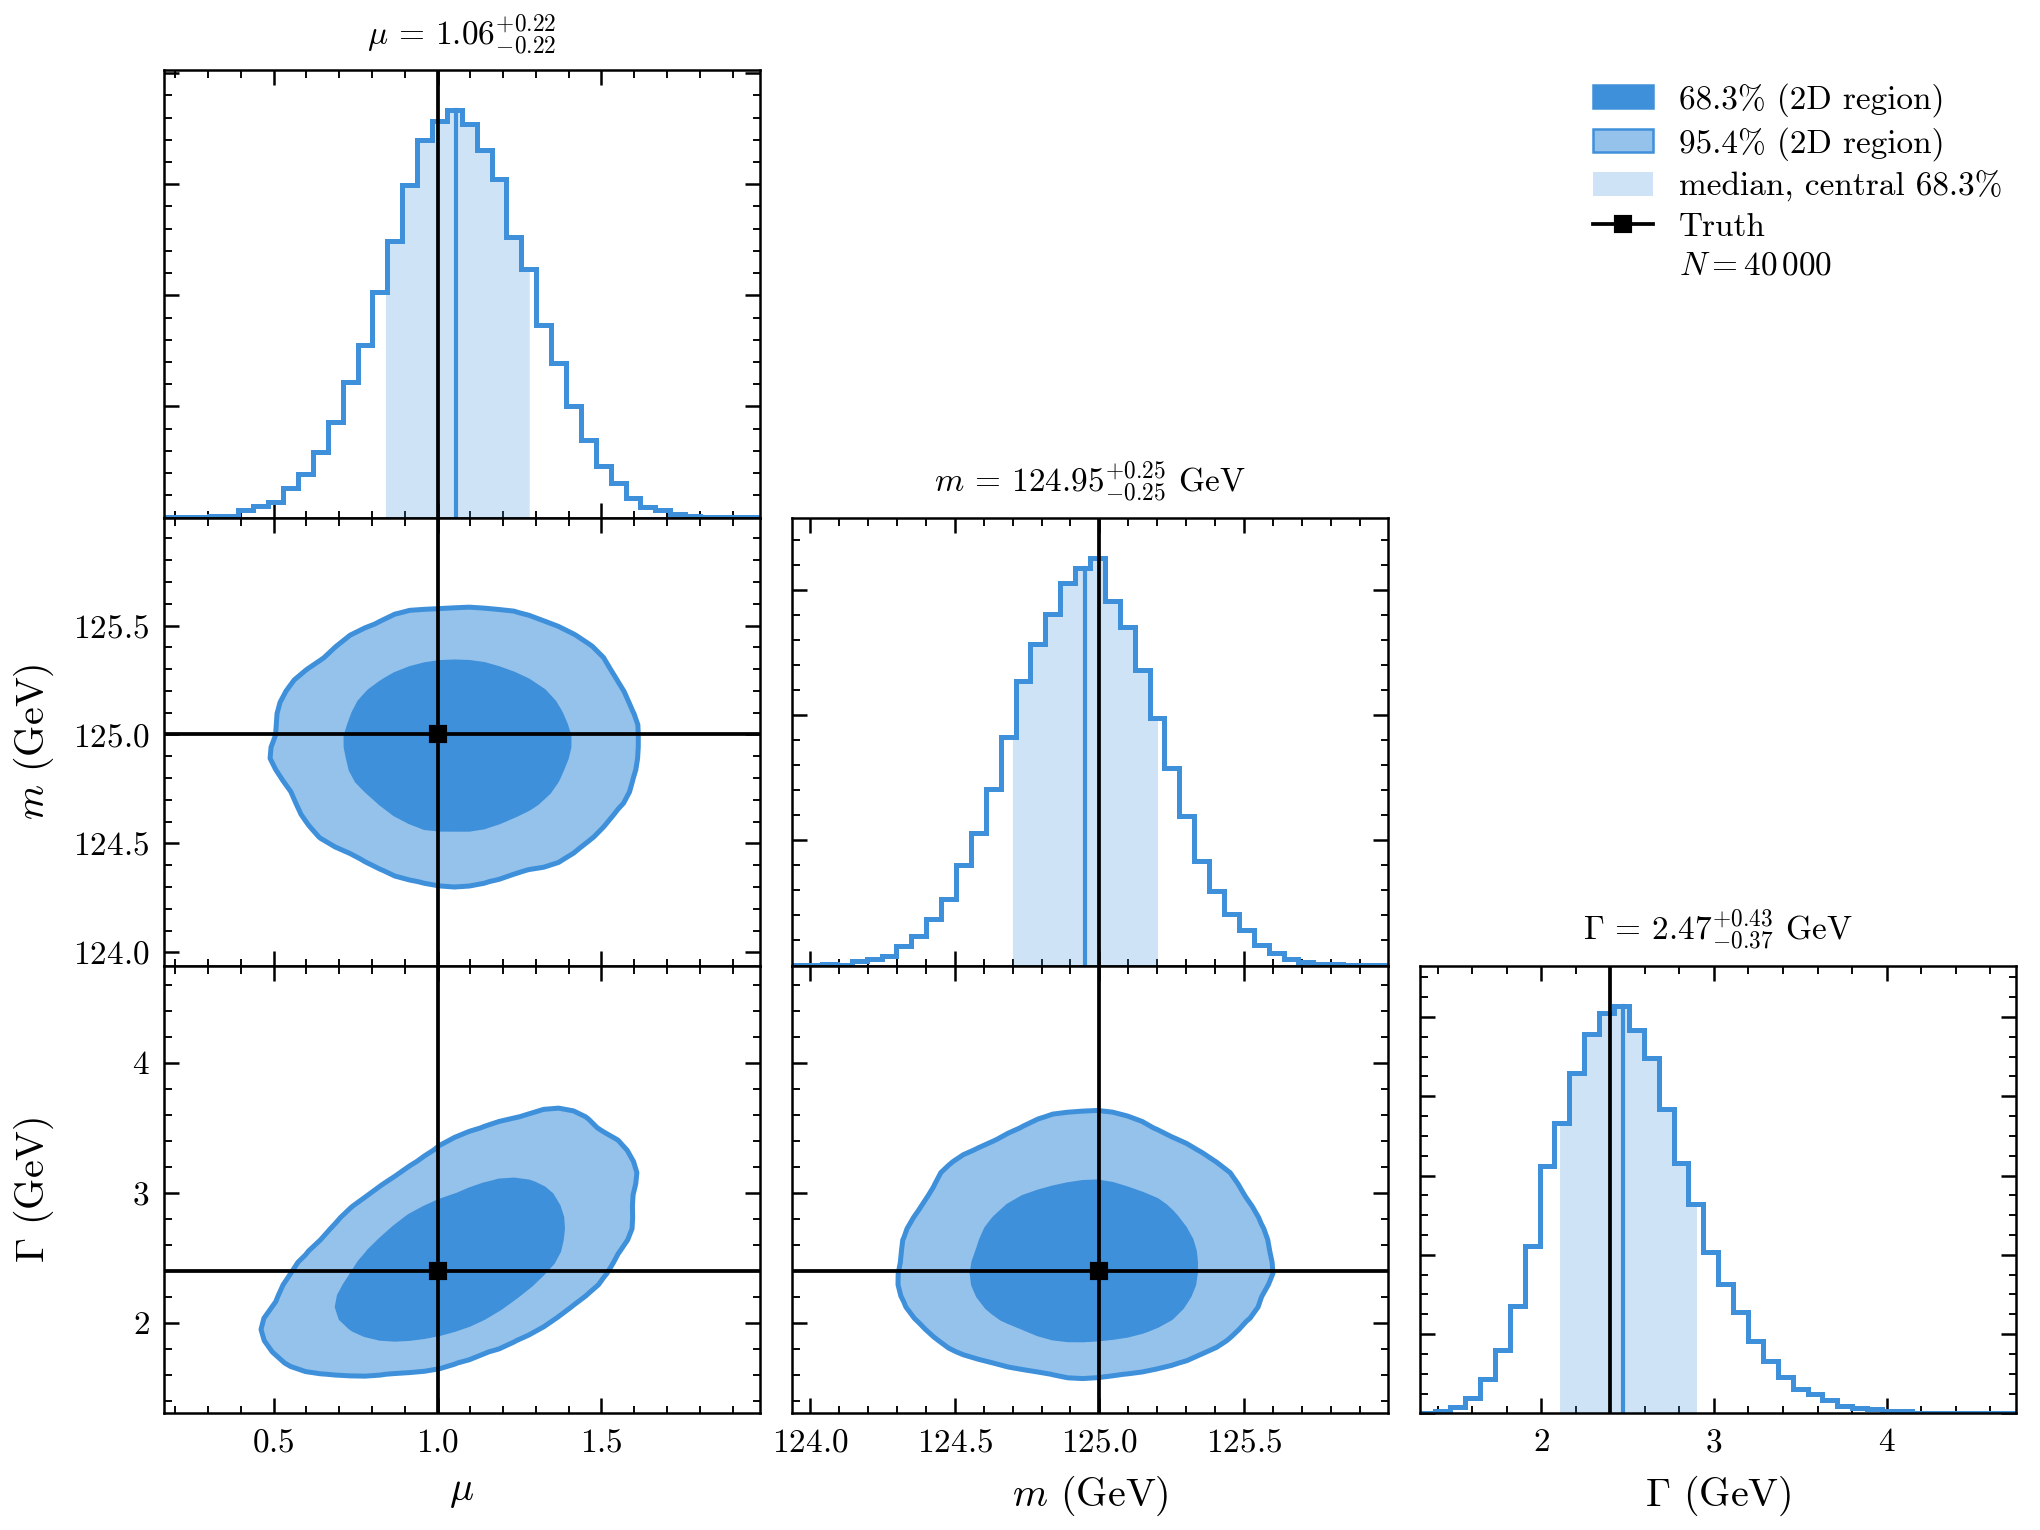 μ = 1.06^{+0.22}_{-0.22}
68.3% (2D region)
95.4% (2D region)
median, central 68.3%
Truth
N = 40 000
m = 124.95^{+0.25}_{-0.25} GeV
m (GeV)
125.5
125.0
124.5
124.0
Γ = 2.47^{+0.43}_{-0.37} GeV
Γ (GeV)
4
3
2
0.5 1.0 1.5
μ
124.0 124.5 125.0 125.5
m (GeV)
2 3 4
Γ (GeV)